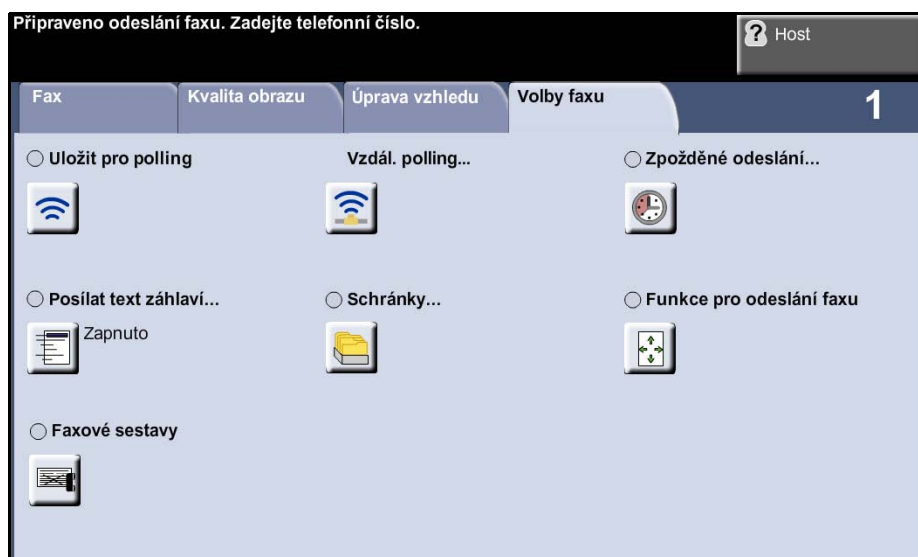 Připraveno odeslání faxu. Zadejte telefonní číslo.
? Host
Fax
Kvalita obrazu
Úprava vzhledu
Volby faxu
1
Uložit pro polling
Vzdál. polling...
Zpožděné odeslání...
Posílat text záhlaví...
Schránky...
Funkce pro odeslání faxu
Zapnuto
Faxové sestavy